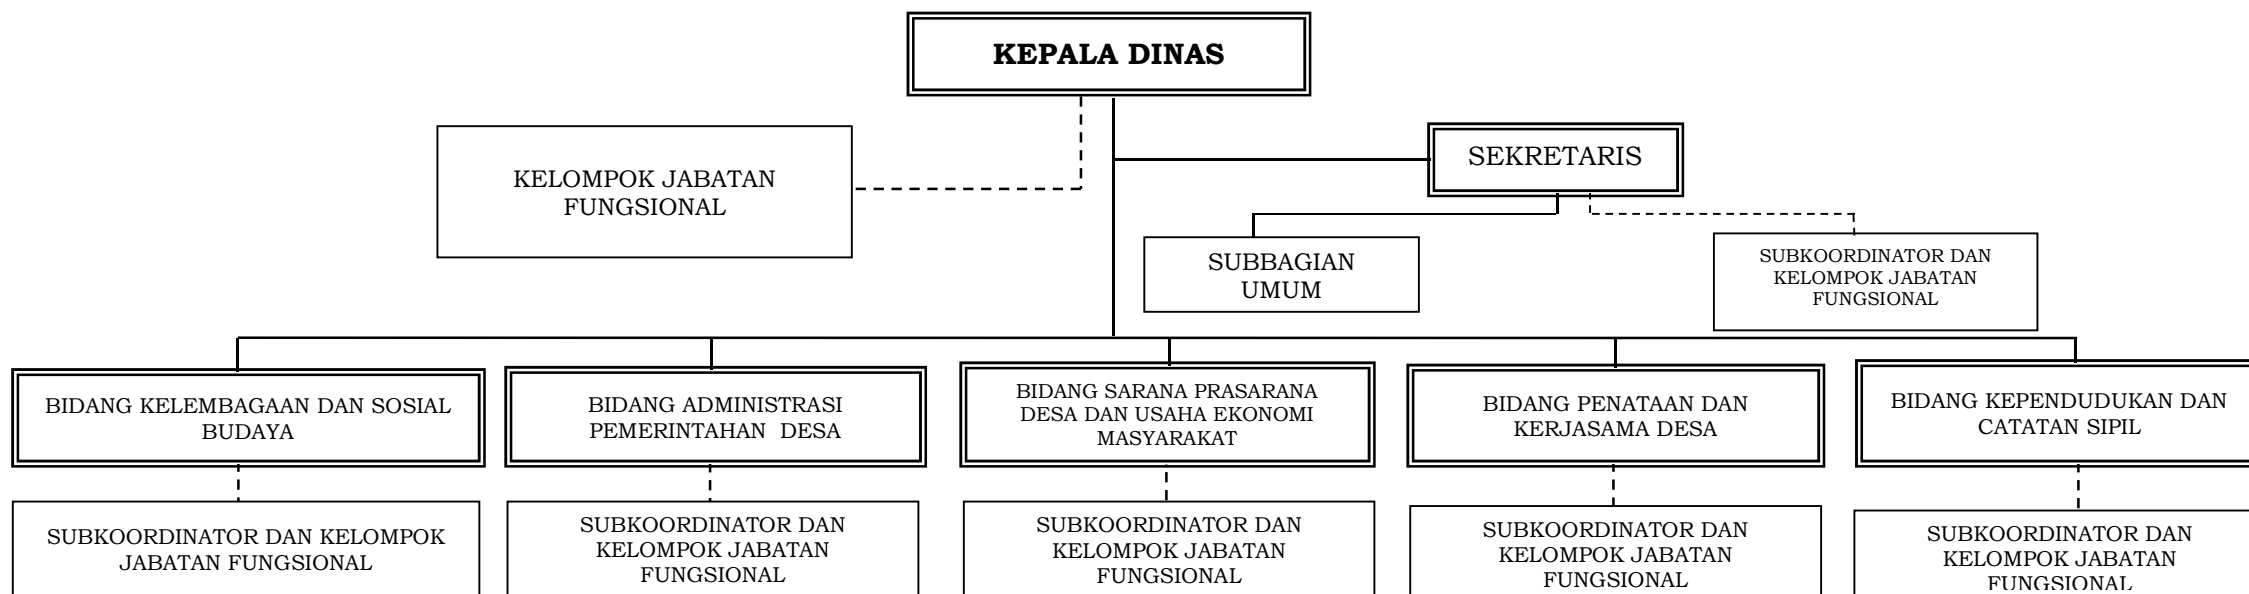 KEPALA DINAS
KELOMPOK JABATAN
FUNGSIONAL
SEKRETARIS
SUBBAGIAN
UMUM
SUBKOORDINATOR DAN
KELOMPOK JABATAN
FUNGSIONAL
BIDANG KELEMBAGAAN DAN SOSIAL
BUDAYA
BIDANG ADMINISTRASI
PEMERINTAHAN  DESA
BIDANG SARANA PRASARANA
DESA DAN USAHA EKONOMI
MASYARAKAT
BIDANG PENATAAN DAN
KERJASAMA DESA
BIDANG KEPENDUDUKAN DAN
CATATAN SIPIL
SUBKOORDINATOR DAN KELOMPOK
JABATAN FUNGSIONAL
SUBKOORDINATOR DAN
KELOMPOK JABATAN
FUNGSIONAL
SUBKOORDINATOR DAN
KELOMPOK JABATAN
FUNGSIONAL
SUBKOORDINATOR DAN
KELOMPOK JABATAN
FUNGSIONAL
SUBKOORDINATOR DAN
KELOMPOK JABATAN
FUNGSIONAL